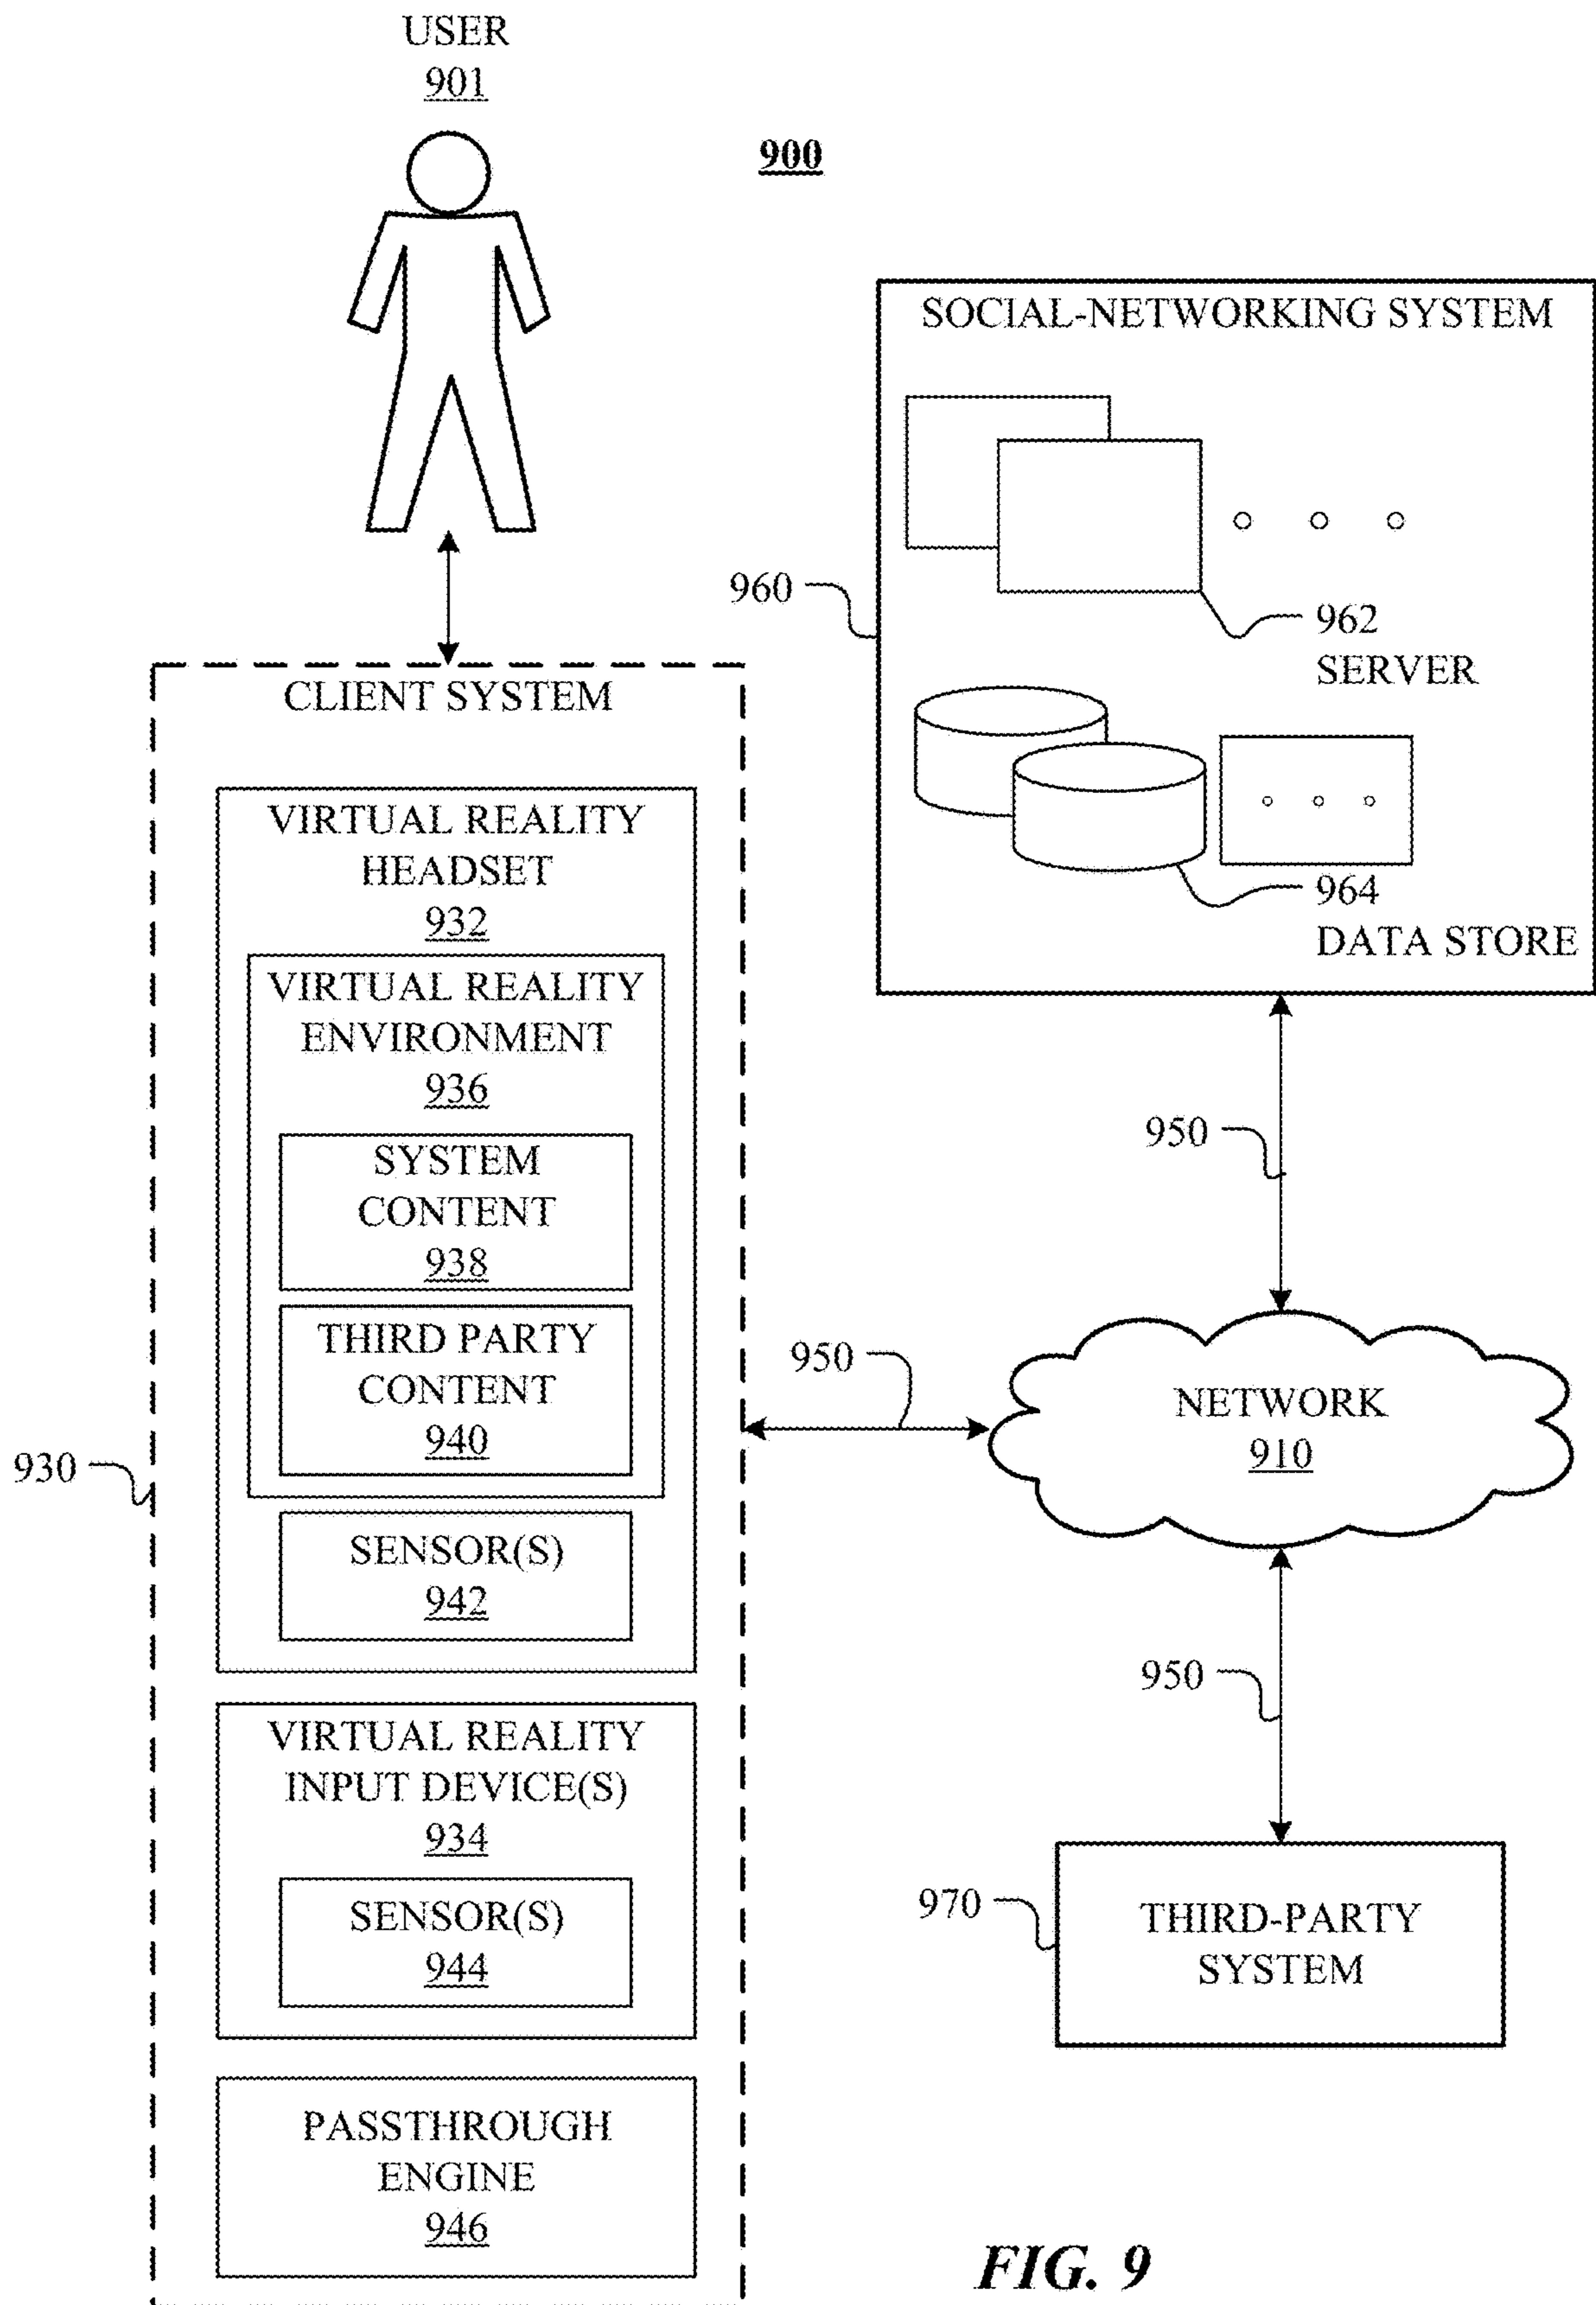 USER
901
900
SOCIAL-NETWORKING SYSTEM
960
962
SERVER
964
DATA STORE
CLIENT SYSTEM
VIRTUAL REALITY
HEADSET
932
VIRTUAL REALITY
ENVIRONMENT
936
SYSTEM
CONTENT
938
THIRD PARTY
CONTENT
940
SENSOR(S)
942
930
VIRTUAL REALITY
INPUT DEVICE(S)
934
SENSOR(S)
944
PASSTHROUGH
ENGINE
946
950
950
NETWORK
910
950
970
THIRD-PARTY
SYSTEM
FIG. 9